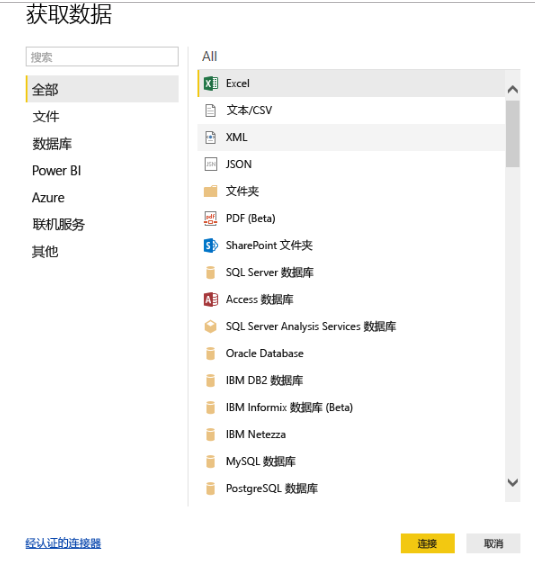 获取数据
搜索
全部
文件
数据库
Power BI
Azure
联机服务
其他
All
Excel
文本/CSV
XML
JSON
文件夹
PDF (Beta)
SharePoint 文件夹
SQL Server 数据库
Access 数据库
SQL Server Analysis Services 数据库
Oracle Database
IBM DB2 数据库
IBM Informix 数据库 (Beta)
IBM Netezza
MySQL 数据库
PostgreSQL 数据库
经认证的连接器
连接
取消